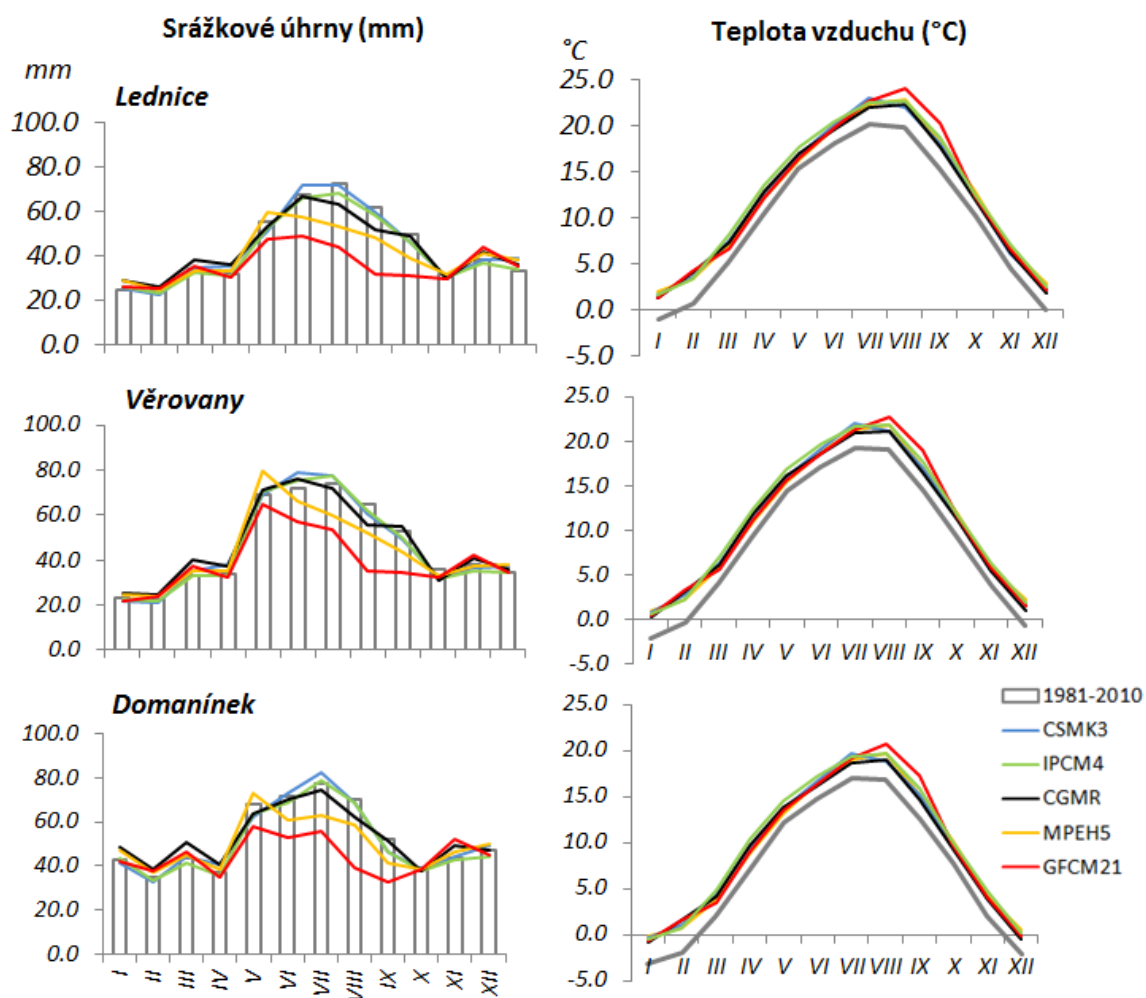 Srážkové úhrny (mm)
Teplota vzduchu (°C)
mm
Lednice
100.0
80.0
60.0
40.0
20.0
0.0
°C
25.0
20.0
15.0
10.0
5.0
0.0
-5.0
I II III IV V VI VII VIII IX X XI XII
Věrovany
100.0
80.0
60.0
40.0
20.0
0.0
25.0
20.0
15.0
10.0
5.0
0.0
-5.0
I II III IV V VI VII VIII IX X XI XII
Domanínek
100.0
80.0
60.0
40.0
20.0
0.0
I II III IV V VI VII VIII IX X XI XII
25.0
20.0
15.0
10.0
5.0
0.0
-5.0
I II III IV V VI VII VIII IX X XI XII
1981-2010
CSMK3
IPCM4
CGMR
MPEH5
GFCM21